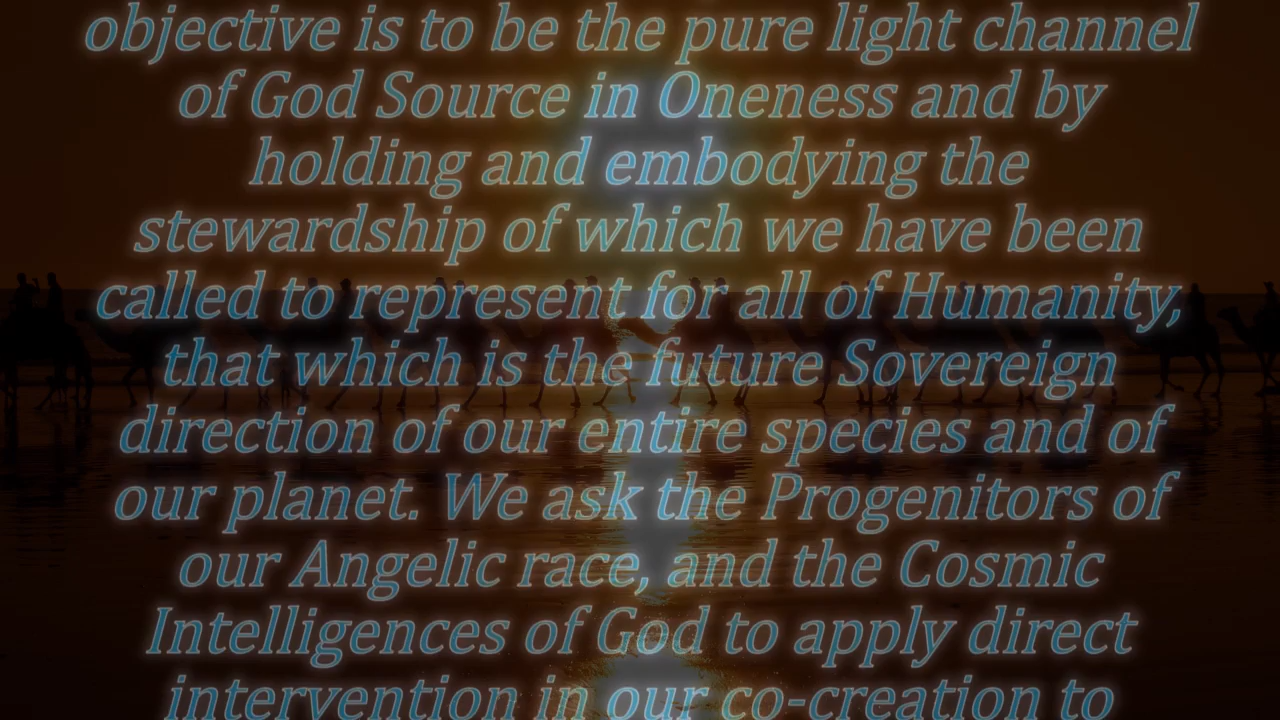 objective is to be the pure light channel
of God Source in Oneness and by
holding and embodying the
stewardship of which we have been
called to represent for all of Humanity,
that which is the future Sovereign
direction of our entire species and of
our planet. We ask the Progenitors of
our Angelic race, and the Cosmic
Intelligences of God to apply direct
intervention in our co-creation to